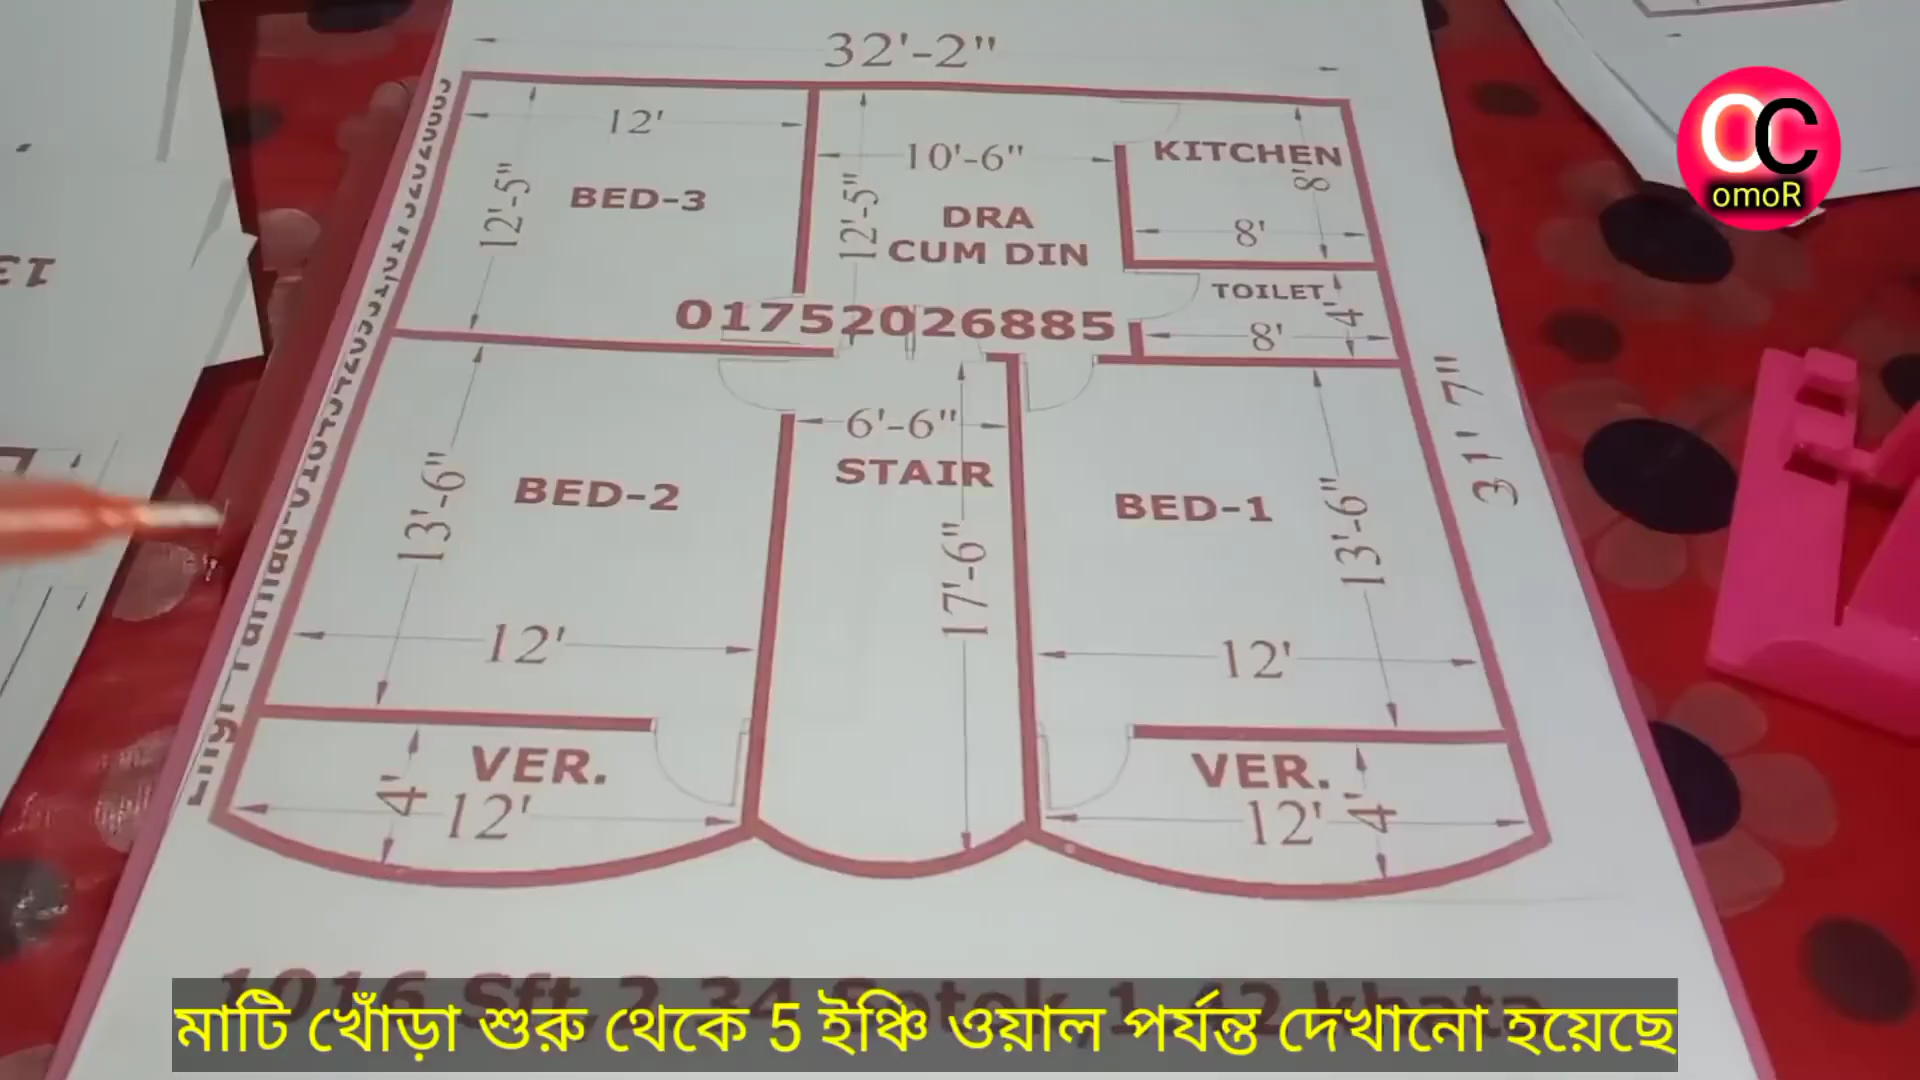 32'-2"
12'
12'-5"
BED-3
10'-6"
12'-5"
DRA
CUM DIN
KITCHEN
8'
8'
TOILET
4'
8'
01752026885
31' 7"
6'-6"
STAIR
17'-6"
BED-2
13'-6"
12'
BED-1
13'-6"
12'
VER.
4'
12'
VER.
12'
4'
13
OC
omoR
মাটি খোঁড়া শুরু থেকে 5 ইঞ্চি ওয়াল পর্যন্ত দেখানো হয়েছে